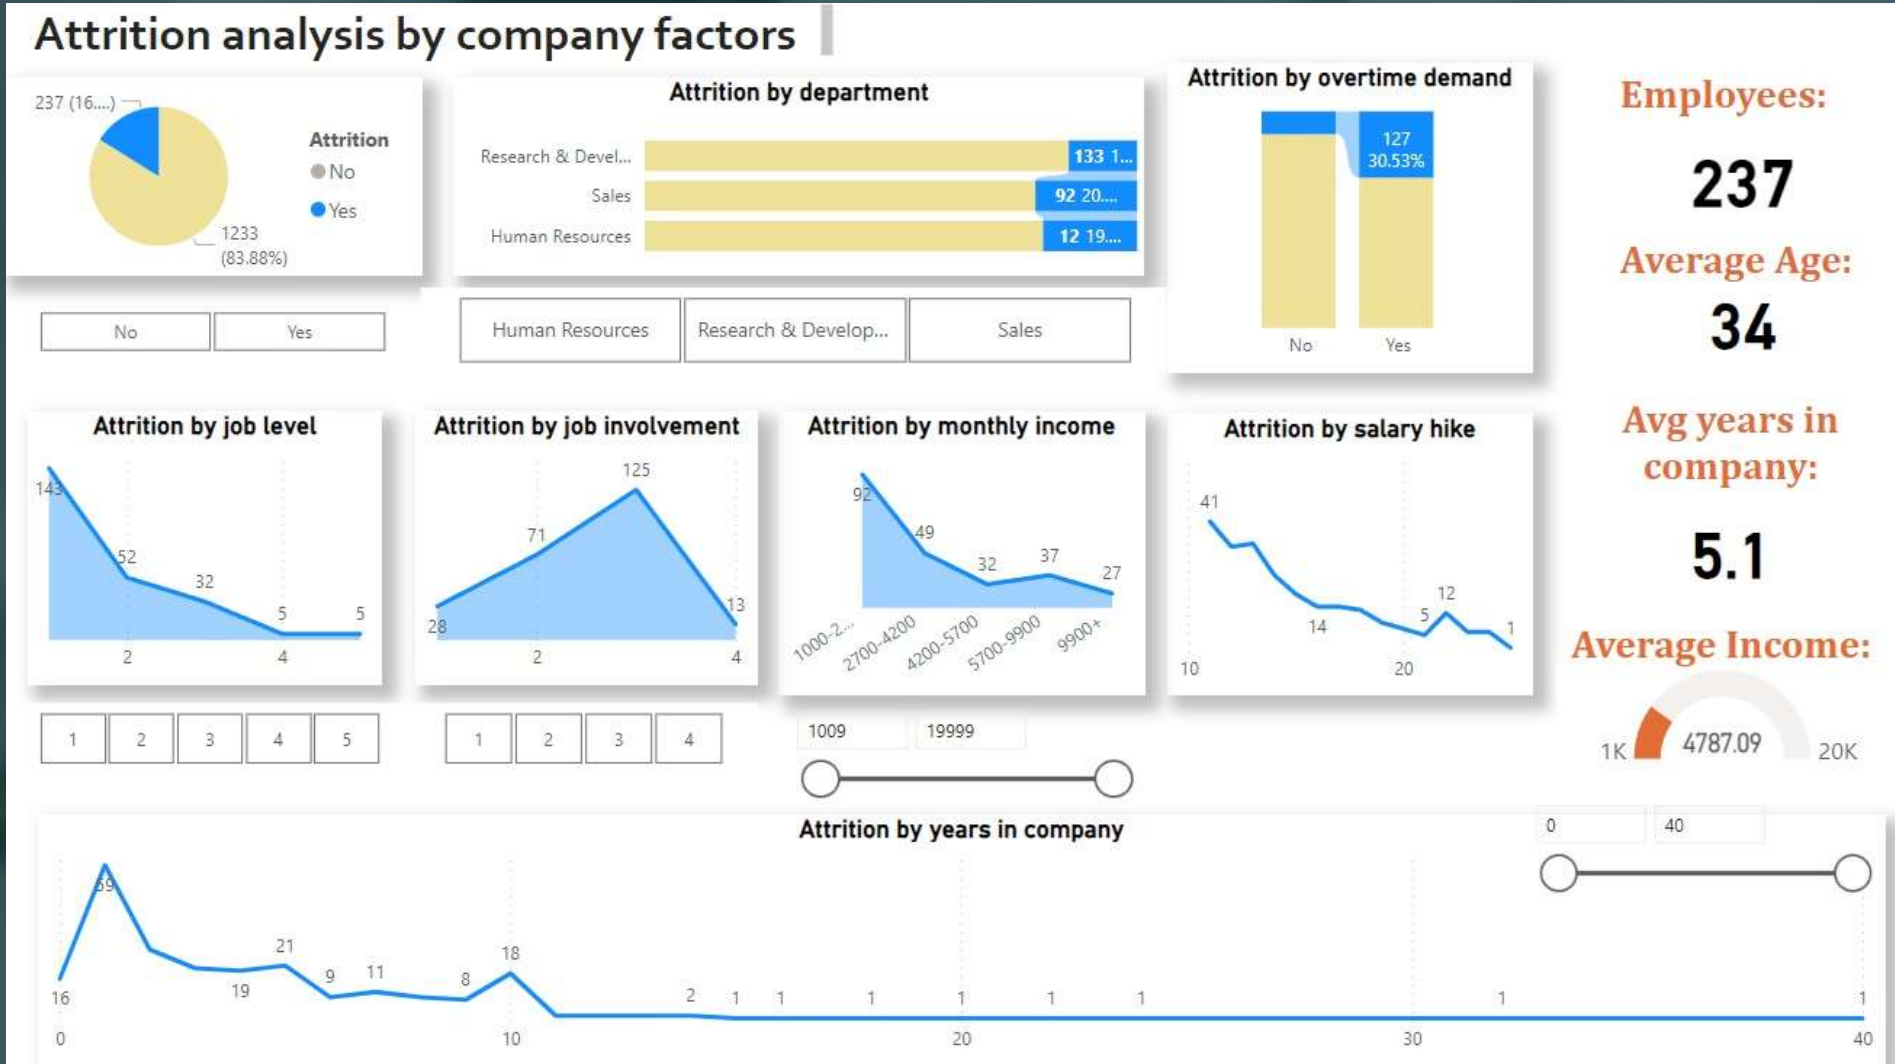 Attrition analysis by company factors
237 (16....)
1233
(83.88%)
Attrition
No
Yes
No
Yes
Attrition by department
Research & Devel...
133 1...
Sales
92 20....
Human Resources
12 19....
Human Resources
Research & Develop...
Sales
Attrition by overtime demand
127
30.53%
No
Yes
Employees:
237
Average Age:
34
Avg years in
company:
5.1
Average Income:
4787.09
1K
20K
Attrition by job level
143
52
32
5
5
2
4
1
2
3
4
5
Attrition by job involvement
28
71
125
13
2
4
1
2
3
4
Attrition by monthly income
92
49
32
37
27
1000-2...
2700-4200
4200-5700
5700-9900
9900+
1009
19999
Attrition by salary hike
41
14
5
12
1
10
20
Attrition by years in company
0
40
16
59
19
21
9
11
8
18
2
1
1
1
1
1
1
1
1
0
10
20
30
40